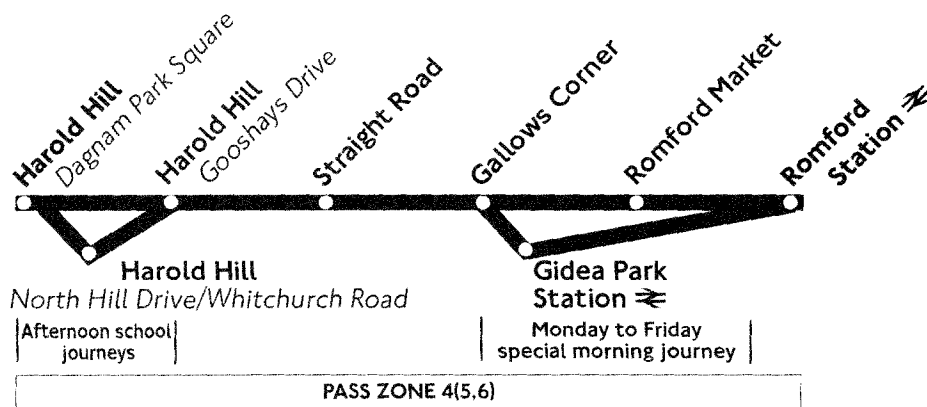 Harold Hill
Dagnam Park Square
Harold Hill
Gooshays Drive
Straight Road
Gallows Corner
Romford Market
Romford
Station
Harold Hill
North Hill Drive/Whitchurch Road
Gidea Park
Station
Afternoon school
journeys
Monday to Friday
special morning journey
PASS ZONE 4(5,6)